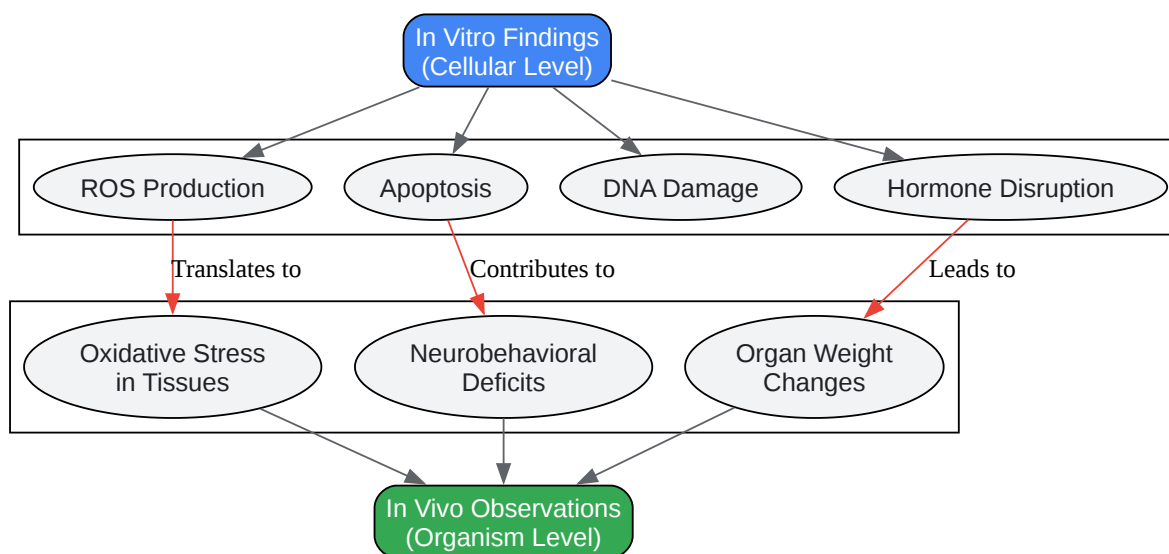 In Vitro Findings
(Cellular Level)
ROS Production
Apoptosis
DNA Damage
Hormone Disruption
Translates to
Contributes to
Leads to
Oxidative Stress
in Tissues
Neurobehavioral
Deficits
Organ Weight
Changes
In Vivo Observations
(Organism Level)